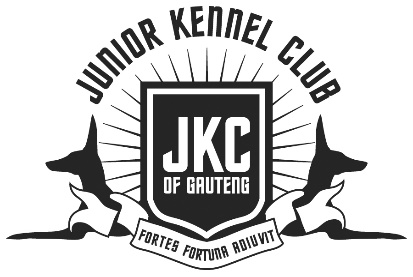 JUNIOR KENNEL CLUB
JKC
OF GAUTENG
FORTES FORTUNA ADIUVIT